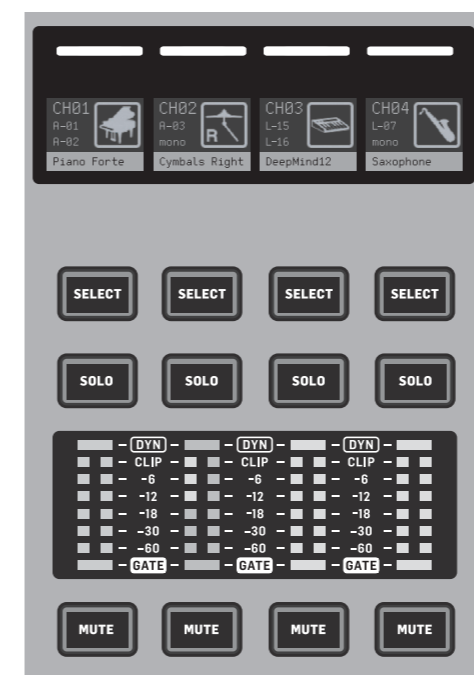 CH01 CH02 CH03 CH04
A-01 A-03 L-15 L-07
A-02 mono L-16 mono
R
Piano Forte Cymbals Right DeepMind12 Saxophone
SELECT SELECT SELECT SELECT
SOLO SOLO SOLO SOLO
DYN DYN DYN
CLIP CLIP CLIP
-6 -6 -6
-12 -12 -12
-18 -18 -18
-30 -30 -30
-60 -60 -60
GATE GATE GATE
MUTE MUTE MUTE MUTE